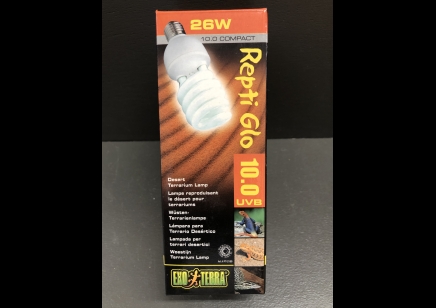 26W
10.0 COMPACT
Repti Glo
10.0
UVB
Desert
Terrarium Lamp
Lampe reproduisant
le désert pour
terrariums
Wüsten-
Terrarienlampe
Lámpara para
Terrario Desértico
Lampada per
terrari desertici
Woestijn
Terrarium Lamp
EXO TERRA